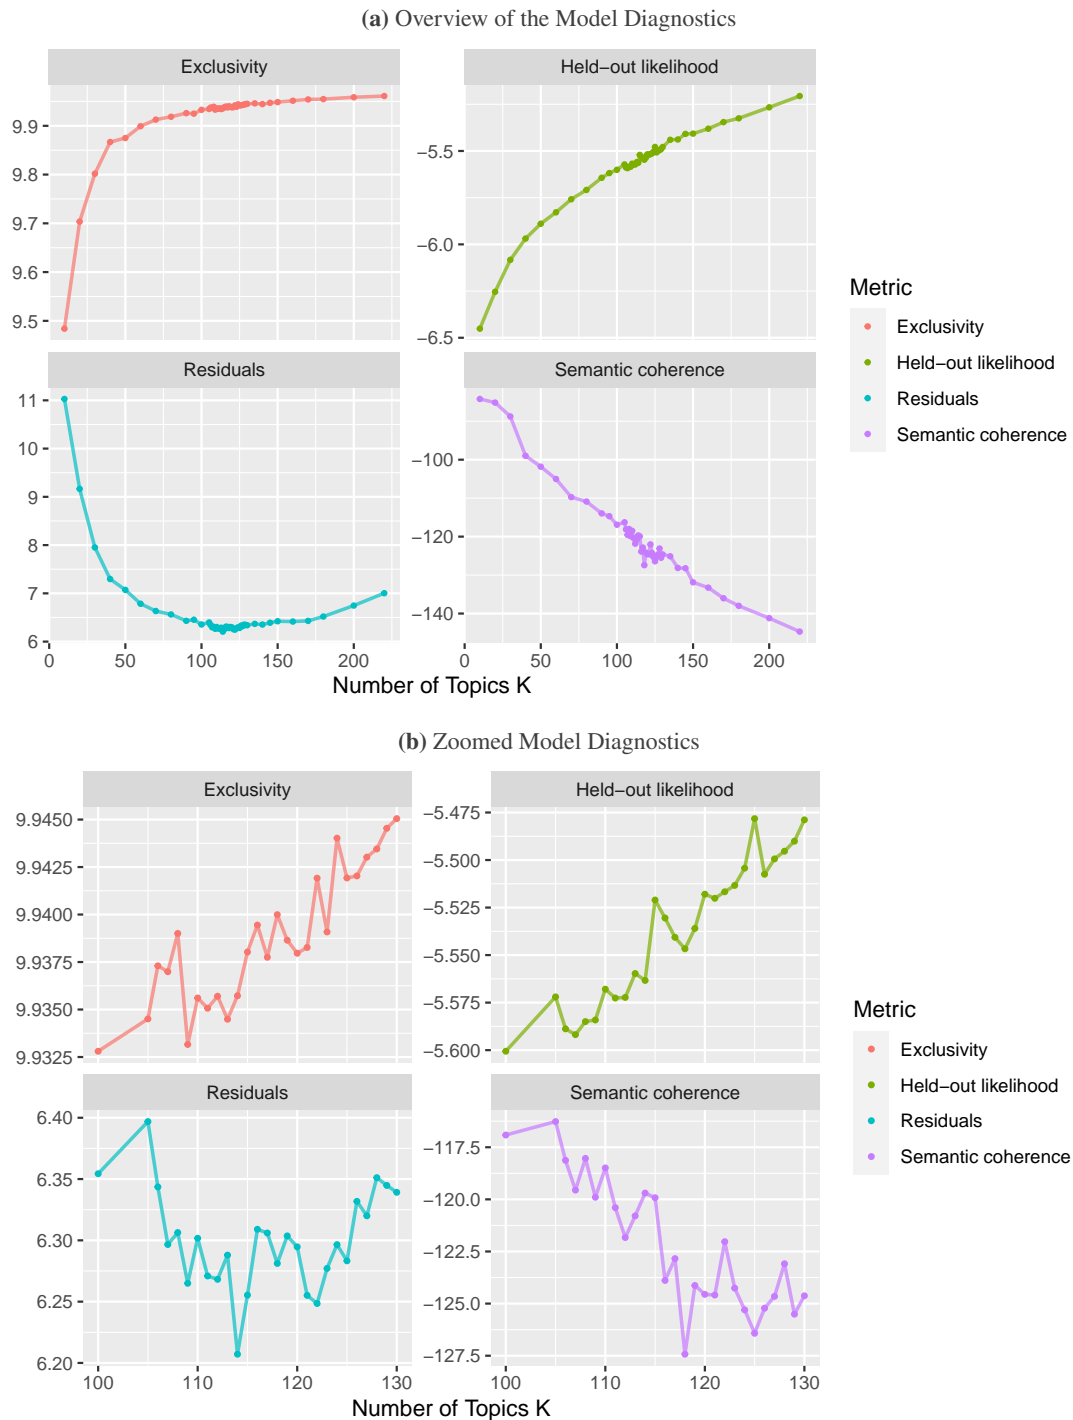 (a) Overview of the Model Diagnostics
Exclusivity
Held−out likelihood
9.9
9.8
9.7
9.6
9.5
−5.5
−6.0
−6.5
Residuals
Semantic coherence
11
10
9
8
7
6
−100
−120
−140
0 50 100 150 200
0 50 100 150 200
Number of Topics K
Metric
Exclusivity
Held−out likelihood
Residuals
Semantic coherence
(b) Zoomed Model Diagnostics
Exclusivity
Held−out likelihood
9.9450
9.9425
9.9400
9.9375
9.9350
9.9325
−5.475
−5.500
−5.525
−5.550
−5.575
−5.600
Residuals
Semantic coherence
6.40
6.35
6.30
6.25
6.20
−117.5
−120.0
−122.5
−125.0
−127.5
100 110 120 130
100 110 120 130
Number of Topics K
Metric
Exclusivity
Held−out likelihood
Residuals
Semantic coherence